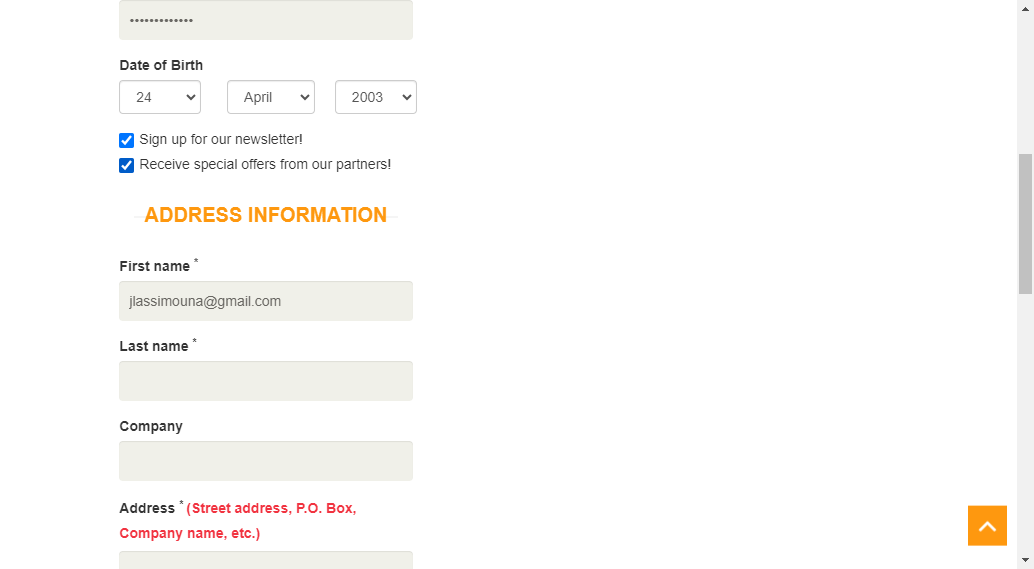 •••••••••••••
Date of Birth
24 April 2003
Sign up for our newsletter!
Receive special offers from our partners!
ADDRESS INFORMATION
First name *
jlassimouna@gmail.com
Last name *
Company
Address * (Street address, P.O. Box,
Company name, etc.)